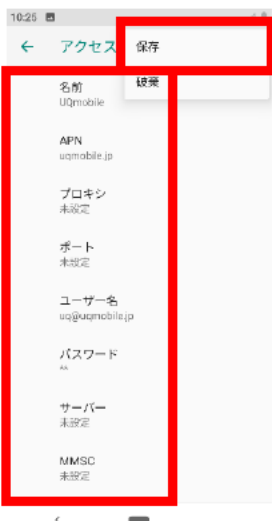 10:25
← アクセス
保存
破棄
名前
UQmobile
APN
uqmobile.jp
プロキシ
未設定
ポート
未設定
ユーザー名
uq@uqmobile.jp
パスワード
**
サーバー
未設定
MMSC
未設定